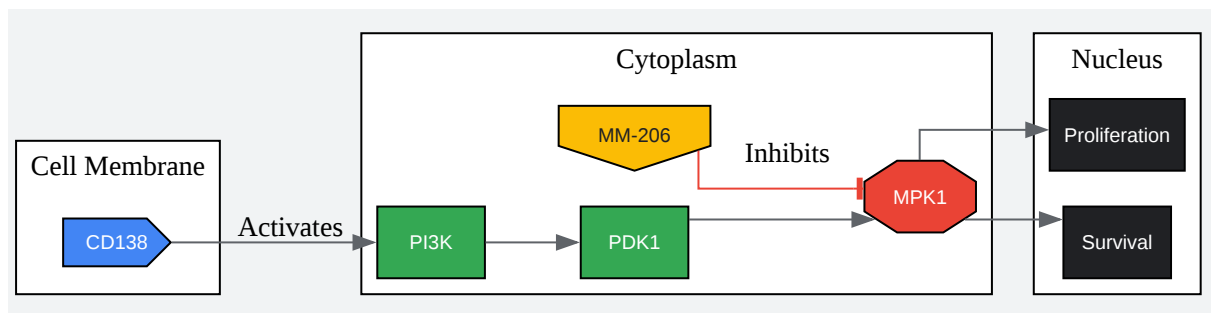 Cell Membrane
CD138
Activates
Cytoplasm
MM-206
Inhibits
PI3K
PDK1
MPK1
Nucleus
Proliferation
Survival